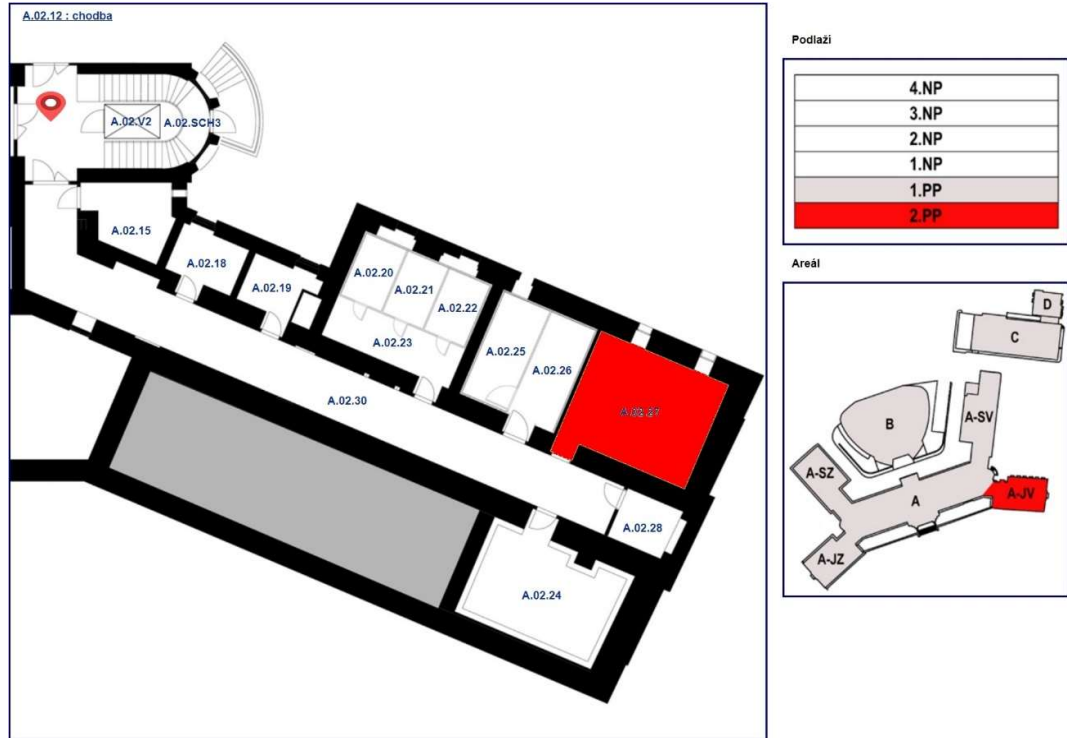 A.02.12 : chodba
A.02.V2
A.02.SCH3
A.02.15
A.02.18
A.02.19
A.02.20
A.02.21
A.02.22
A.02.23
A.02.25
A.02.26
A.02.27
A.02.30
A.02.28
A.02.24
Podlaží
4.NP
3.NP
2.NP
1.NP
1.PP
2.PP
Areál
D
C
A-SV
B
A-SZ
A
A-JV
A-JZ